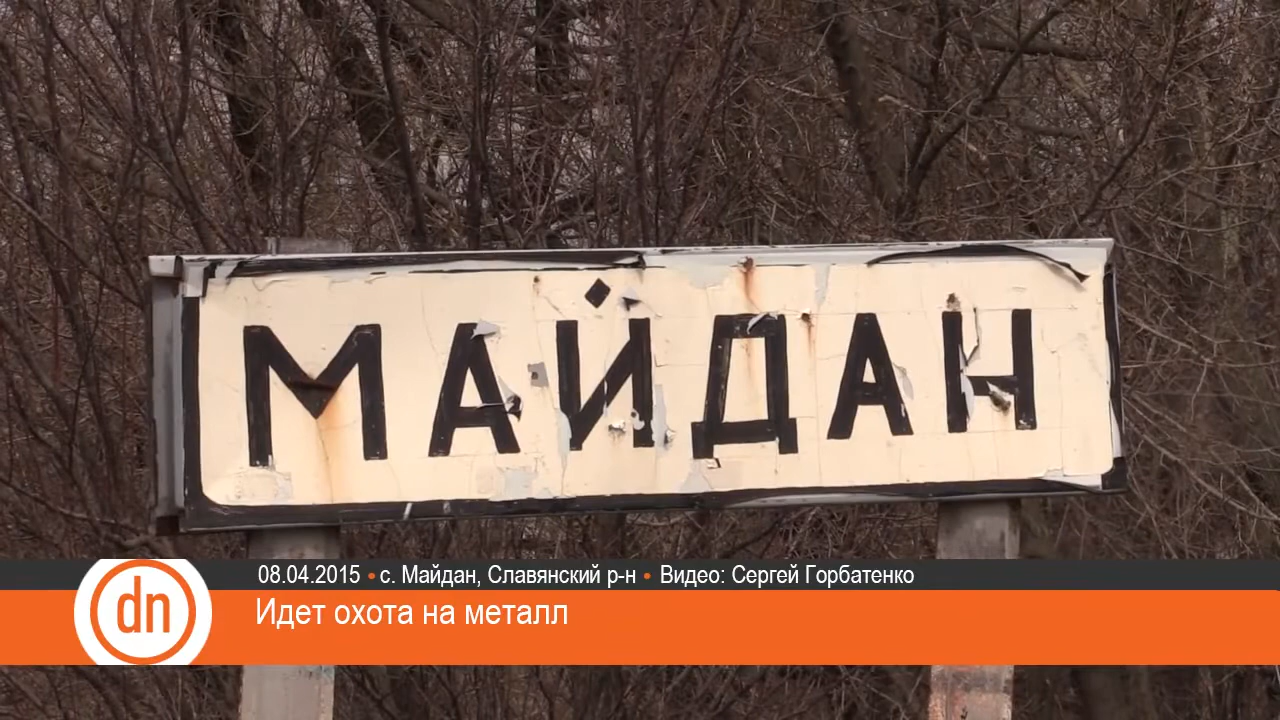 МАЙДАН
08.04.2015 • с. Майдан, Славянский р-н • Видео: Сергей Горбатенко
dn
Идет охота на металл